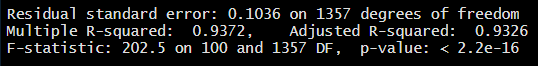 Residual standard error: 0.1036 on 1357 degrees of freedom
Multiple R-squared:  0.9372,    Adjusted R-squared:  0.9326
F-statistic: 202.5 on 100 and 1357 DF,  p-value: < 2.2e-16